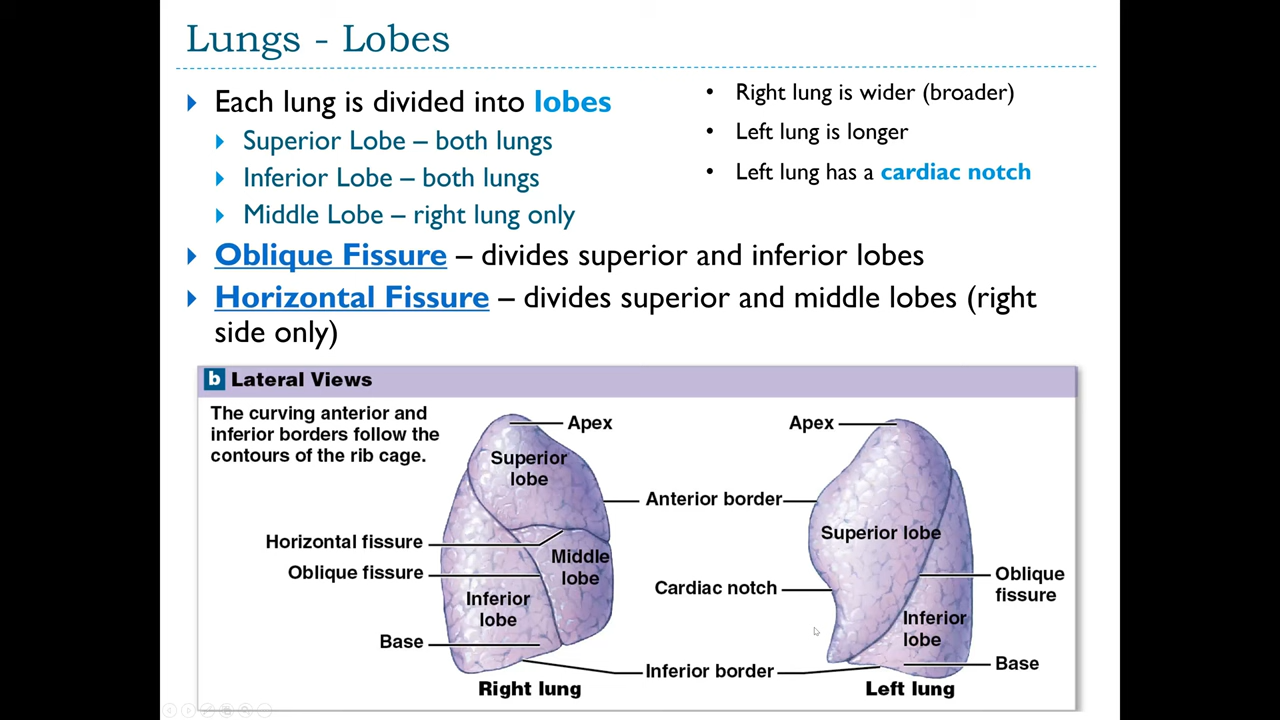 Lungs - Lobes
Each lung is divided into lobes
Superior Lobe – both lungs
Inferior Lobe – both lungs
Middle Lobe – right lung only
Oblique Fissure – divides superior and inferior lobes
Horizontal Fissure – divides superior and middle lobes (right
side only)
• Right lung is wider (broader)
• Left lung is longer
• Left lung has a cardiac notch
b Lateral Views
The curving anterior and
inferior borders follow the
contours of the rib cage.
Apex
Superior
lobe
Horizontal fissure
Oblique fissure
Middle
lobe
Inferior
lobe
Base
Right lung
Anterior border
Cardiac notch
Inferior border
Apex
Superior lobe
Oblique
fissure
Inferior
lobe
Base
Left lung